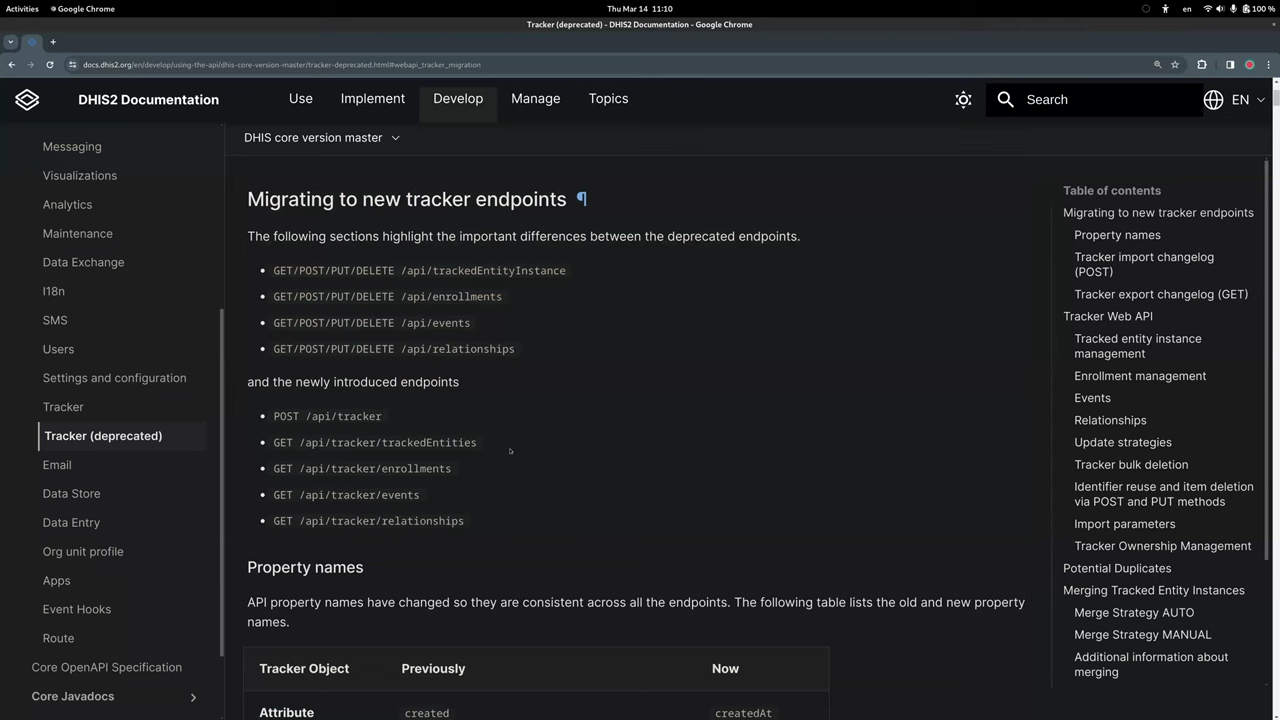 Activities Google Chrome Thu Mar 14 11:10 en 100 %
Tracker (deprecated) - DHIS2 Documentation - Google Chrome
docs.dhis2.org/en/develop/using-the-api/dhis-core-version-master/tracker-deprecated.html#webapi_tracker_migration
DHIS2 Documentation Use Implement Develop Manage Topics Search EN
DHIS core version master
Messaging
Visualizations
Analytics
Maintenance
Data Exchange
I18n
SMS
Users
Settings and configuration
Tracker
Tracker (deprecated)
Email
Data Store
Data Entry
Org unit profile
Apps
Event Hooks
Route
Core OpenAPI Specification
Core Javadocs
Migrating to new tracker endpoints ¶
The following sections highlight the important differences between the deprecated endpoints.
• GET/POST/PUT/DELETE /api/trackedEntityInstance
• GET/POST/PUT/DELETE /api/enrollments
• GET/POST/PUT/DELETE /api/events
• GET/POST/PUT/DELETE /api/relationships
and the newly introduced endpoints
• POST /api/tracker
• GET /api/tracker/trackedEntities
• GET /api/tracker/enrollments
• GET /api/tracker/events
• GET /api/tracker/relationships
Property names
API property names have changed so they are consistent across all the endpoints. The following table lists the old and new property
names.
Tracker Object Previously Now
Attribute created createdAt
Table of contents
Migrating to new tracker endpoints
Property names
Tracker import changelog
(POST)
Tracker export changelog (GET)
Tracker Web API
Tracked entity instance
management
Enrollment management
Events
Relationships
Update strategies
Tracker bulk deletion
Identifier reuse and item deletion
via POST and PUT methods
Import parameters
Tracker Ownership Management
Potential Duplicates
Merging Tracked Entity Instances
Merge Strategy AUTO
Merge Strategy MANUAL
Additional information about
merging